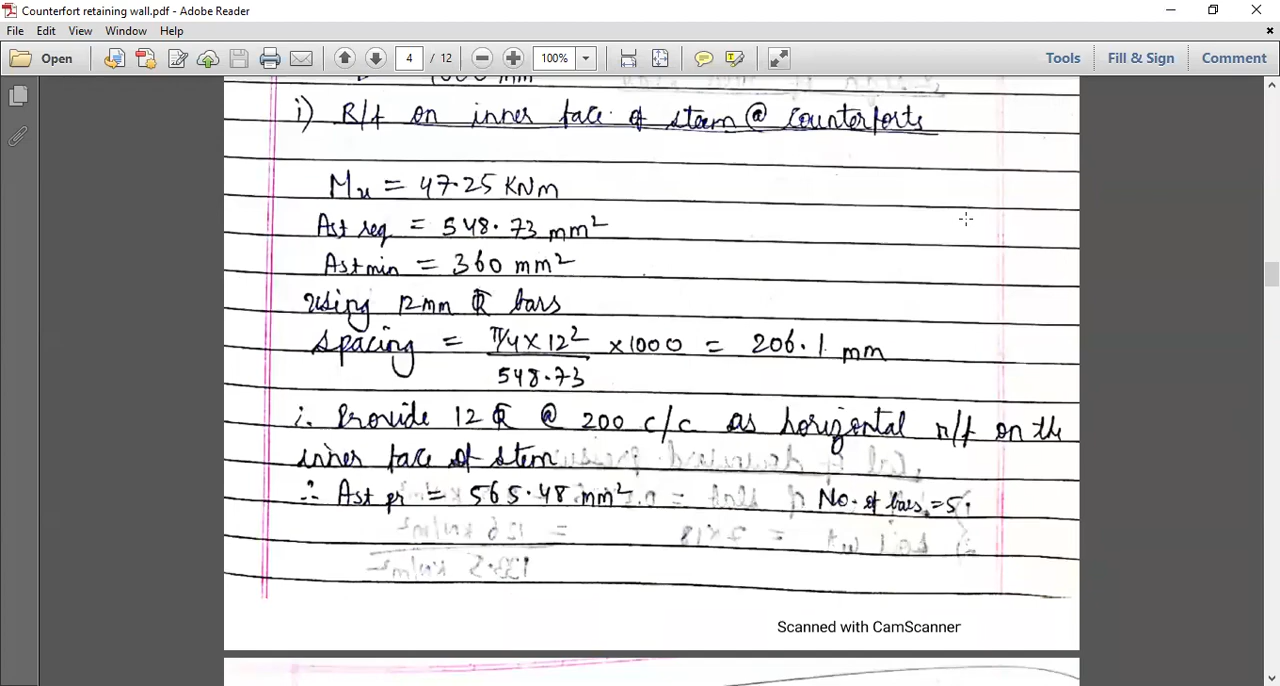 Counterfort retaining wall.pdf - Adobe Reader
File Edit View Window Help
Open 4 / 12 100% Tools Fill & Sign Comment
1000 mm
i) R/f on inner face of stem @ Counterforts
Mu = 47.25 KNm
Ast req = 548.73 mm²
Ast min = 360 mm²
using 12mm Φ bars
spacing = π/4 × 12² / 548.73 × 1000 = 206.1 mm
∴ Provide 12 Φ @ 200 c/c as horizontal r/f on the
inner face of stem
∴ Ast pr = 565.48 mm² No. of bars = 5
Scanned with CamScanner